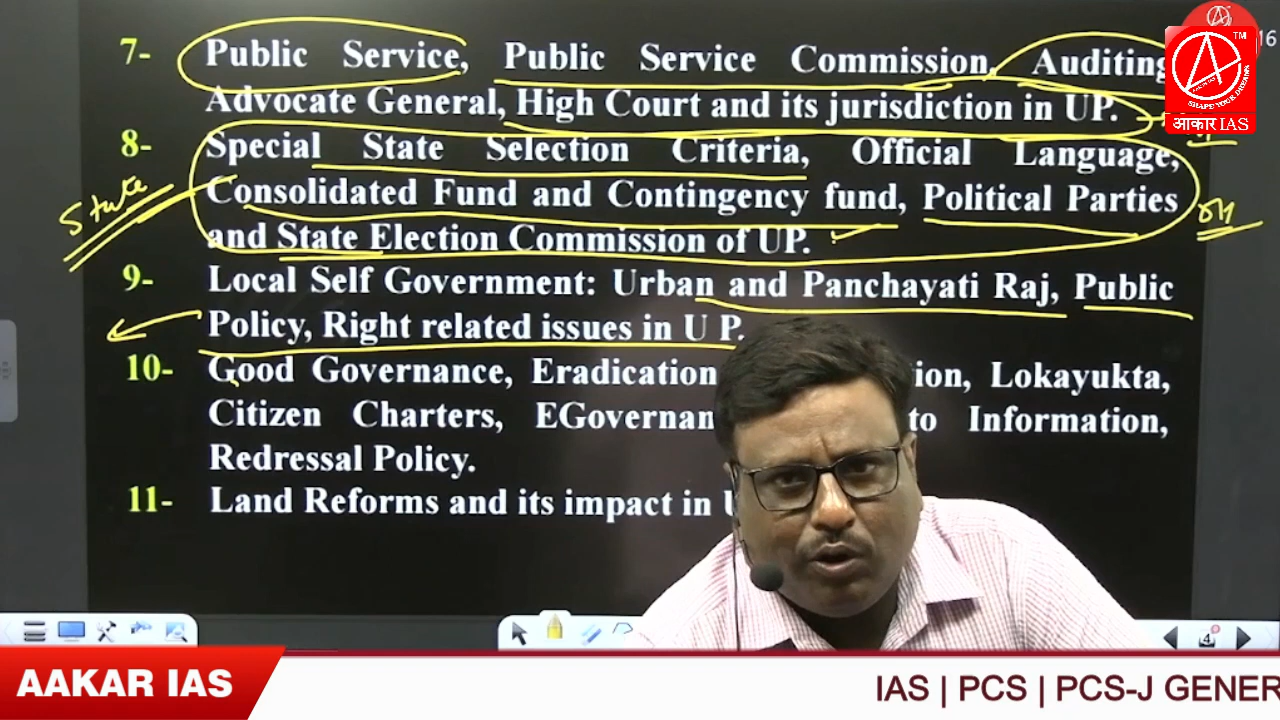 7- Public Service, Public Service Commission, Auditing
Advocate General, High Court and its jurisdiction in UP.
8- Special State Selection Criteria, Official Language,
Consolidated Fund and Contingency fund, Political Parties
and State Election Commission of UP.
9- Local Self Government: Urban and Panchayati Raj, Public
Policy, Right related issues in U P.
10- Good Governance, Eradication ion, Lokayukta,
Citizen Charters, EGovernan to Information,
Redressal Policy.
11- Land Reforms and its impact in
State
16
TM
SHAPE YOUR DREAMS
आकार IAS
4
AAKAR IAS
IAS | PCS | PCS-J GENER